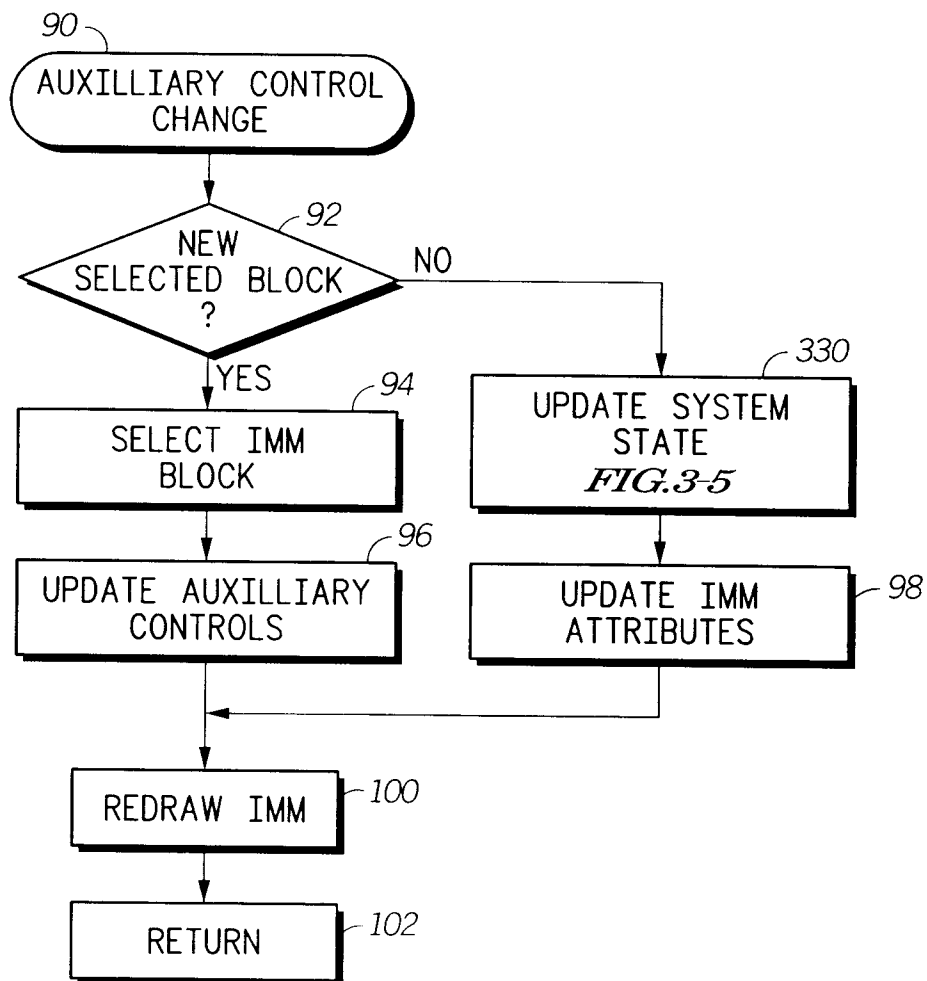 90
AUXILLIARY CONTROL
CHANGE
92
NEW
SELECTED BLOCK
?
NO
YES
94
SELECT IMM
BLOCK
330
UPDATE SYSTEM
STATE
FIG.3-5
96
UPDATE AUXILLIARY
CONTROLS
98
UPDATE IMM
ATTRIBUTES
100
REDRAW IMM
102
RETURN